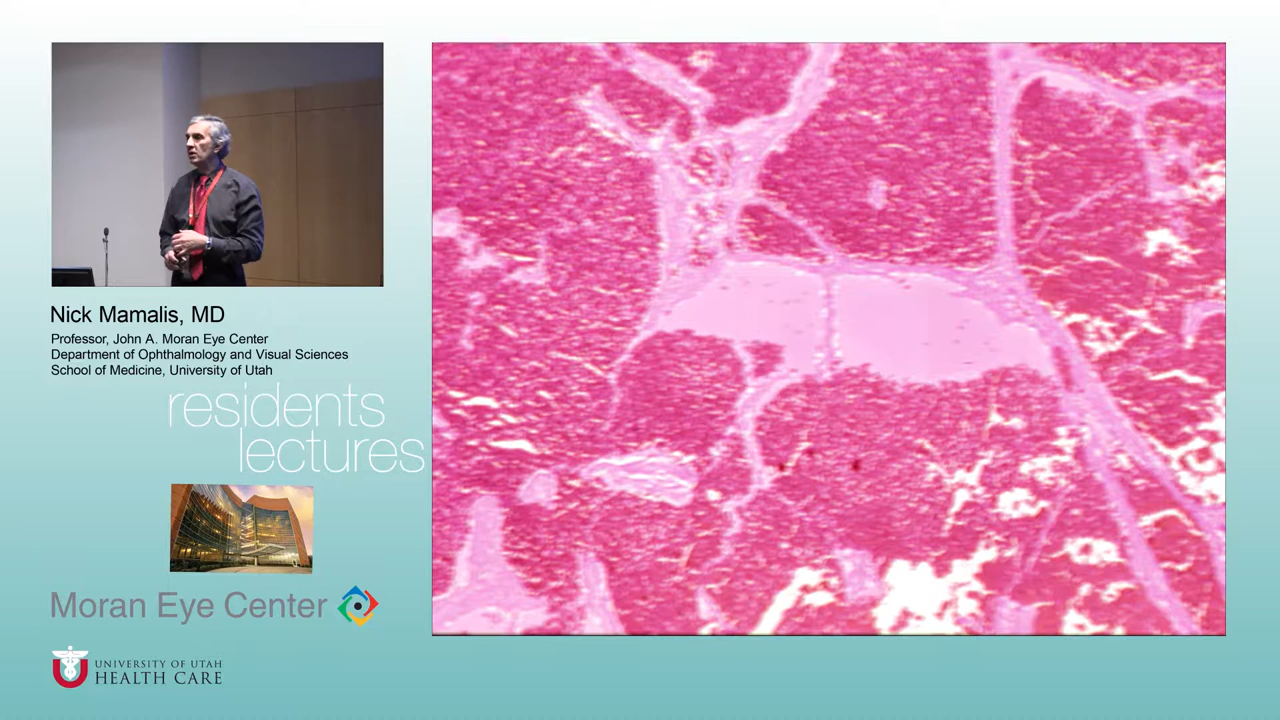 Nick Mamalis, MD
Professor, John A. Moran Eye Center
Department of Ophthalmology and Visual Sciences
School of Medicine, University of Utah
residents
lectures
Moran Eye Center
UNIVERSITY OF UTAH
HEALTH CARE